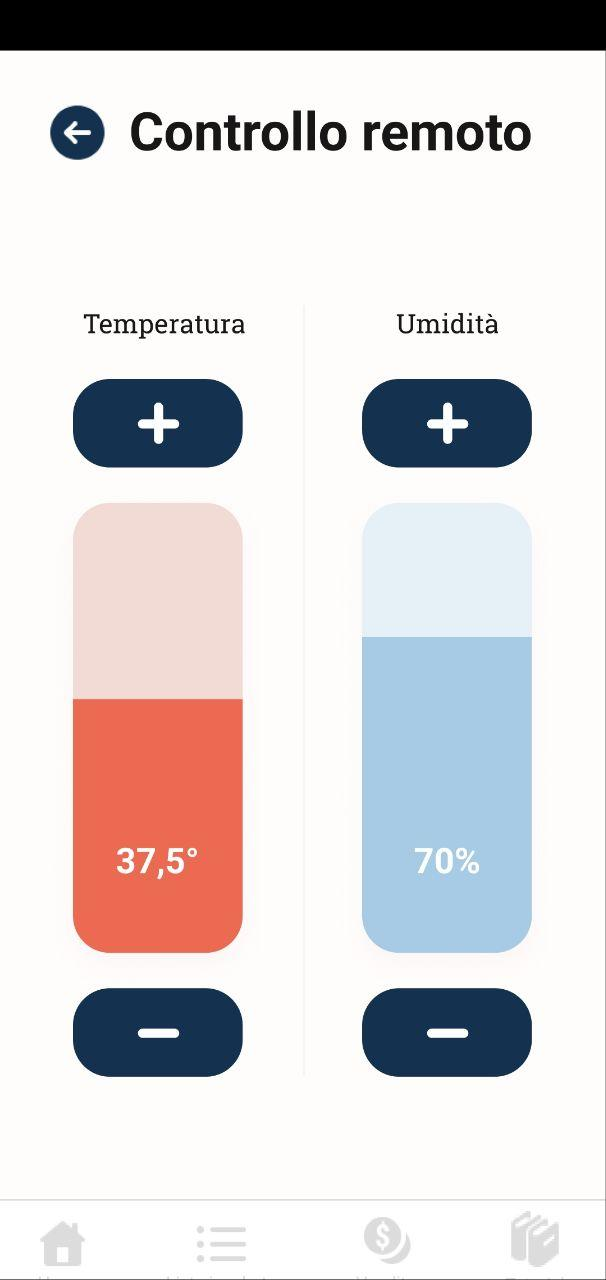 Controllo remoto
Temperatura
Umidità
37,5°
70%